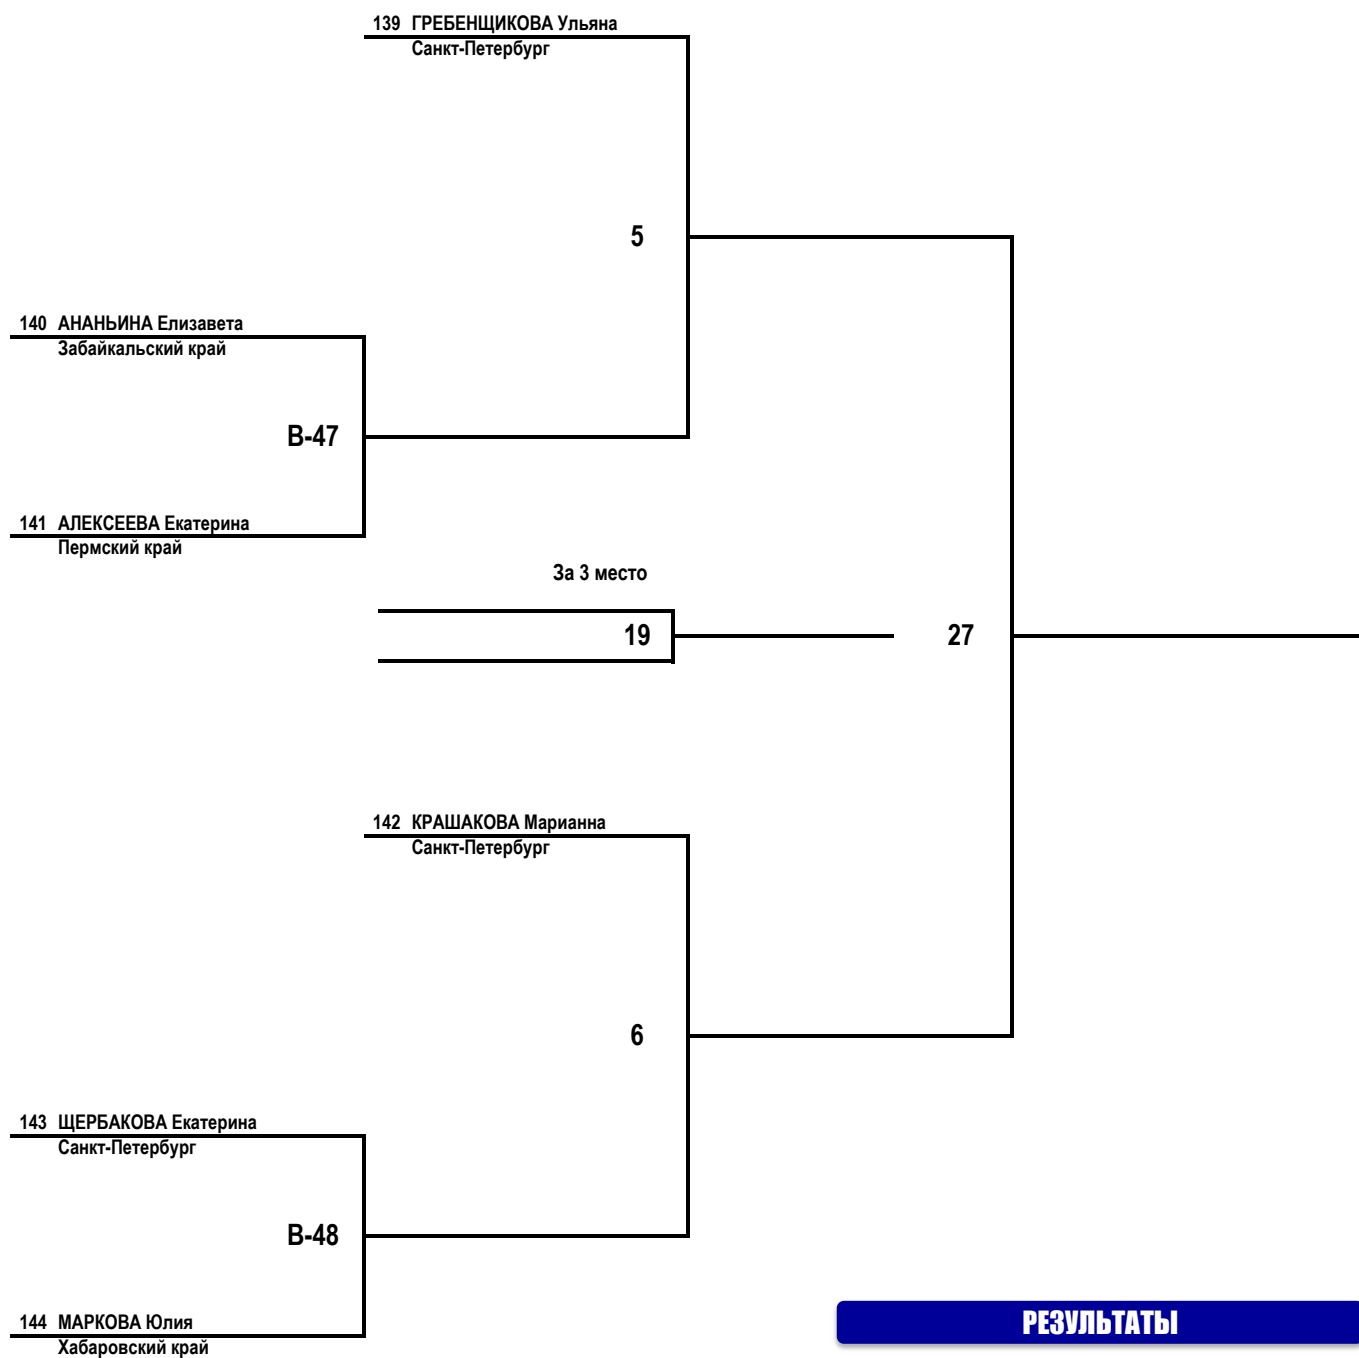 139 ГРЕБЕНЩИКОВА Ульяна
Санкт-Петербург
5
140 АНАНЬИНА Елизавета
Забайкальский край
В-47
141 АЛЕКСЕЕВА Екатерина
Пермский край
За 3 место
19
27
142 КРАШАКОВА Марианна
Санкт-Петербург
6
143 ЩЕРБАКОВА Екатерина
Санкт-Петербург
В-48
144 МАРКОВА Юлия
Хабаровский край
РЕЗУЛЬТАТЫ